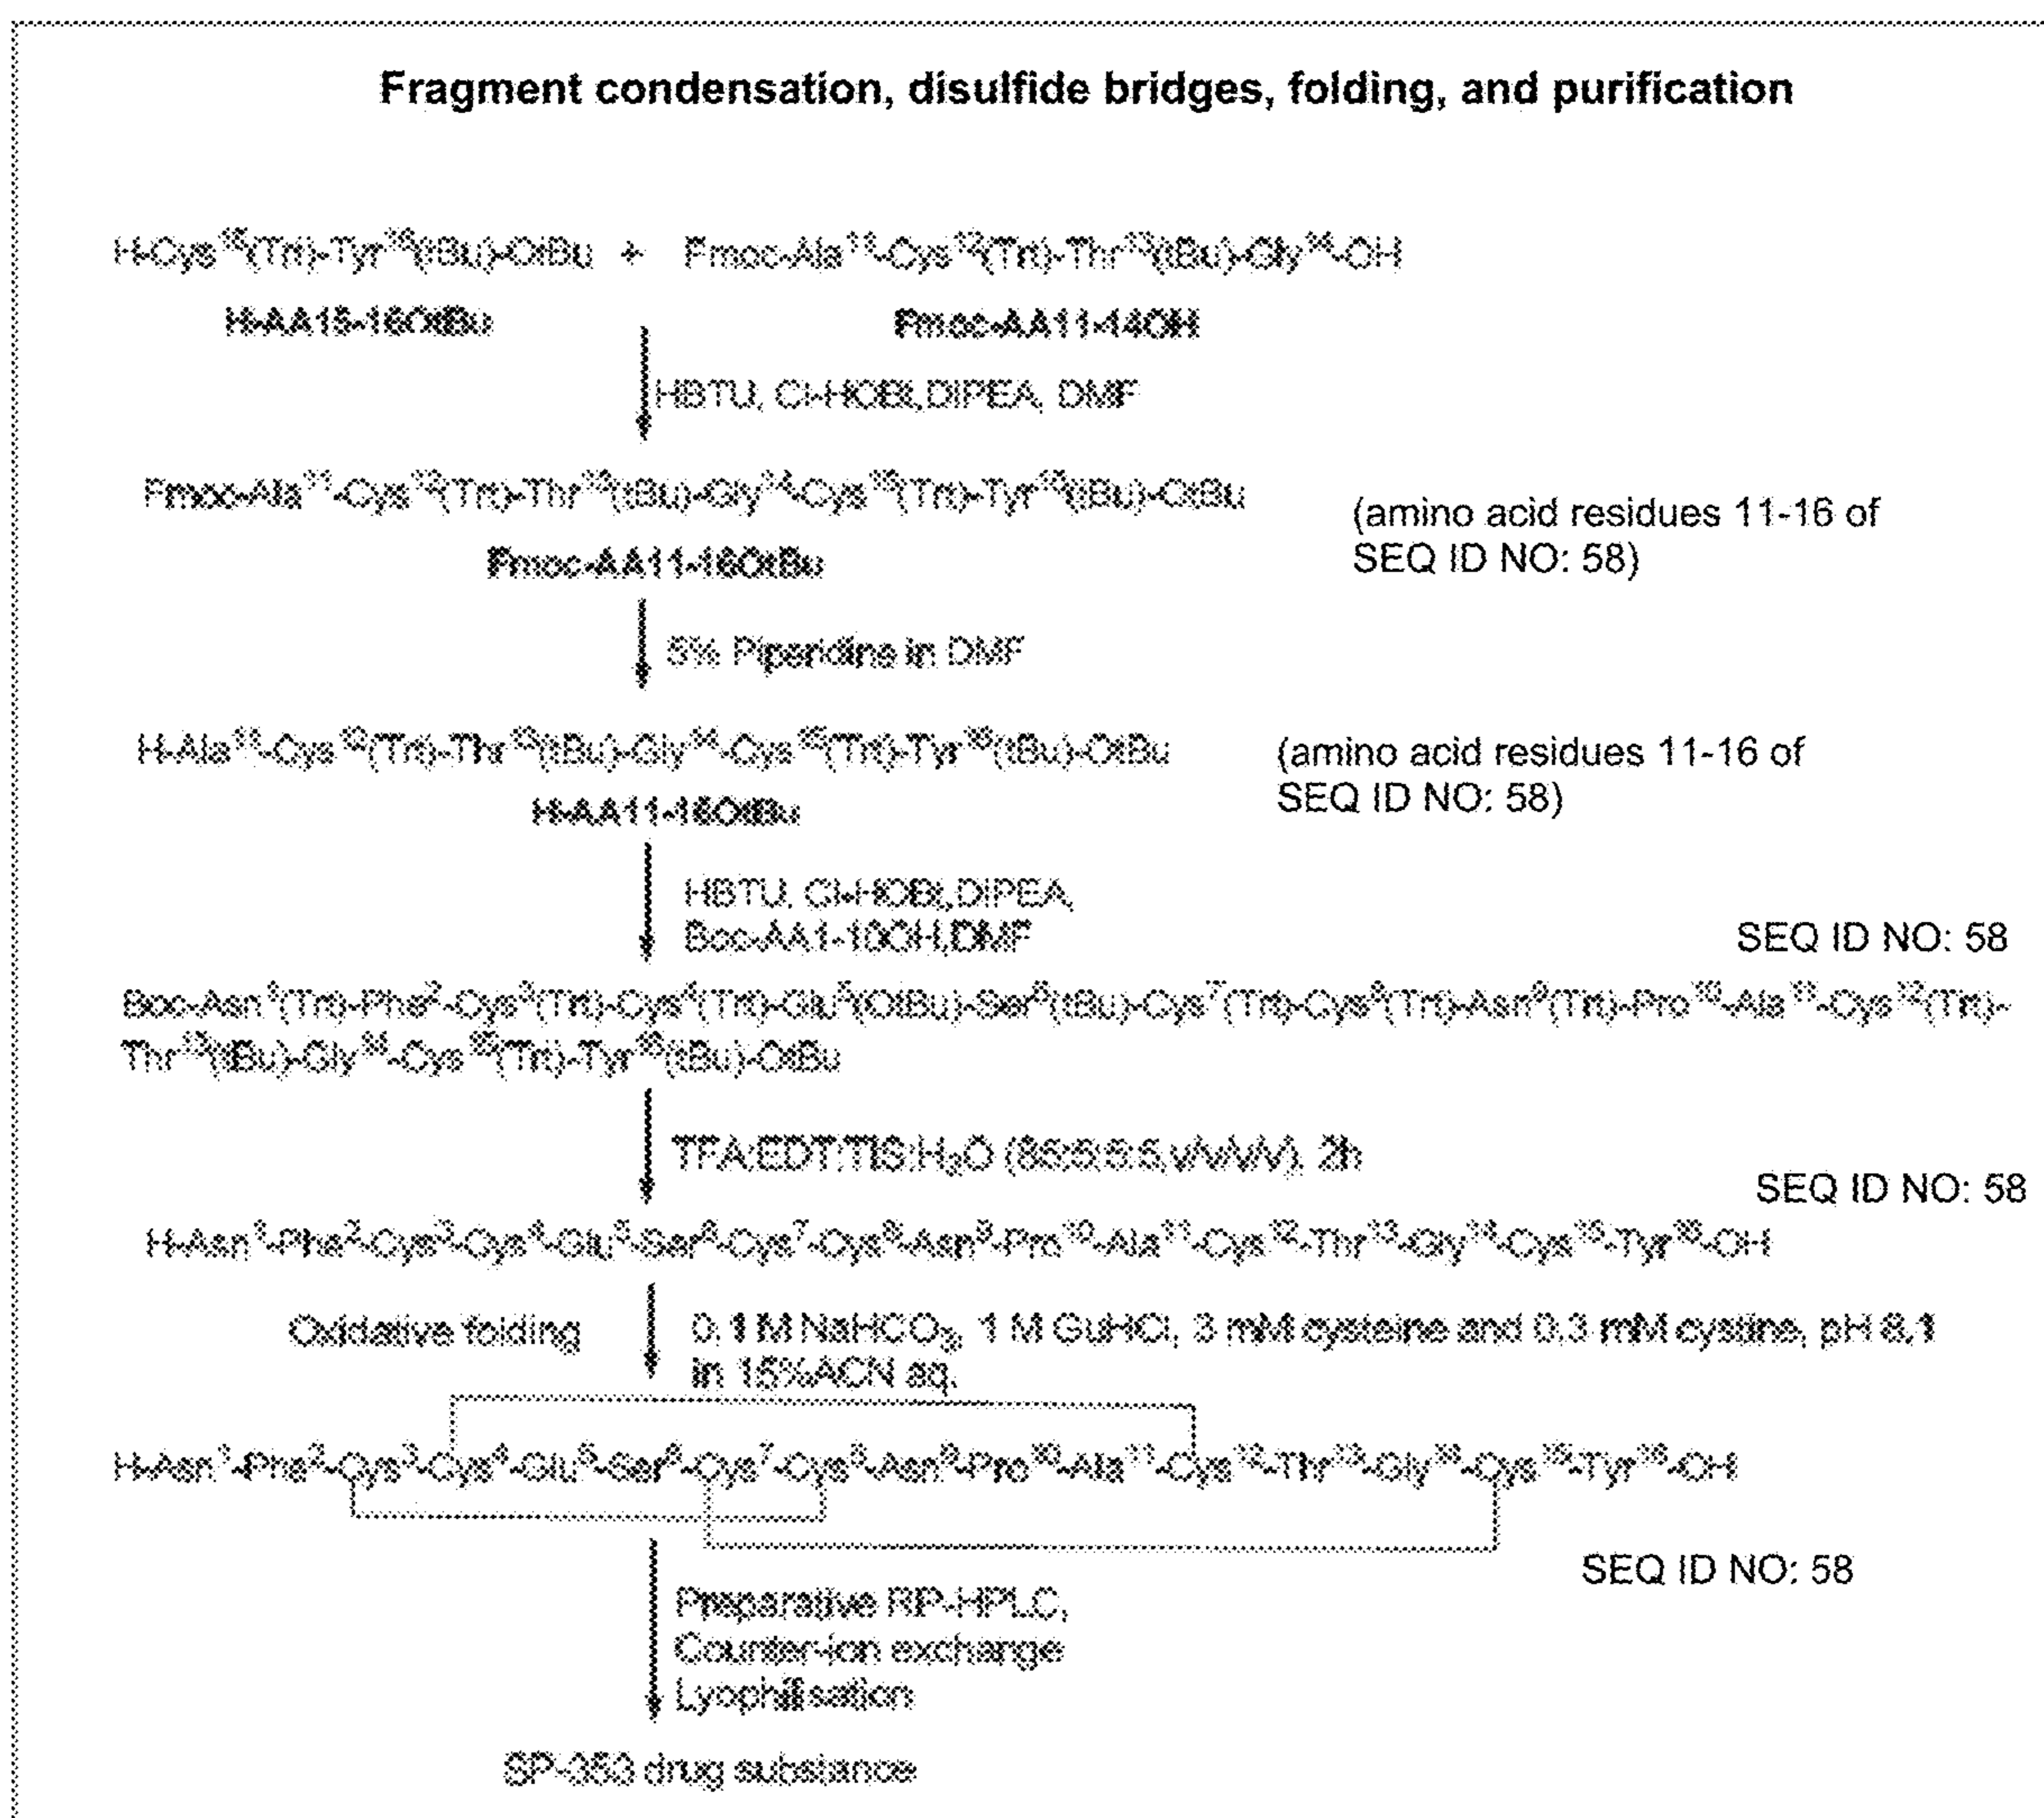 Fragment condensation, disulfide bridges, folding, and purification
H-Cys¹⁵(Trt)-Tyr¹⁶(tBu)-OtBu + Fmoc-Ala¹¹-Cys¹²(Trt)-Thr¹³(tBu)-Gly¹⁴-OH
H-AA15-16OtBu Fmoc-AA11-14OH
HBTU, Cl-HOBt,DIPEA, DMF
Fmoc-Ala¹¹-Cys¹²(Trt)-Thr¹³(tBu)-Gly¹⁴-Cys¹⁵(Trt)-Tyr¹⁶(tBu)-OtBu
(amino acid residues 11-16 of
SEQ ID NO: 58)
Fmoc-AA11-16OtBu
5% Piperidine in DMF
H-Ala¹¹-Cys¹²(Trt)-Thr¹³(tBu)-Gly¹⁴-Cys¹⁵(Trt)-Tyr¹⁶(tBu)-OtBu
(amino acid residues 11-16 of
SEQ ID NO: 58)
H-AA11-16OtBu
HBTU, Cl-HOBt,DIPEA,
Boc-AA1-10OH,DMF
SEQ ID NO: 58
Boc-Asn¹(Trt)-Phe²-Cys³(Trt)-Cys⁴(Trt)-Glu⁵(OtBu)-Ser⁶(tBu)-Cys⁷(Trt)-Cys⁸(Trt)-Asn⁹(Trt)-Pro¹⁰-Ala¹¹-Cys¹²(Trt)-
Thr¹³(tBu)-Gly¹⁴-Cys¹⁵(Trt)-Tyr¹⁶(tBu)-OtBu
TFA:EDT:TIS:H₂O (85:5:5:5,v/v/v/v), 2h
SEQ ID NO: 58
H-Asn¹-Phe²-Cys³-Cys⁴-Glu⁵-Ser⁶-Cys⁷-Cys⁸-Asn⁹-Pro¹⁰-Ala¹¹-Cys¹²-Thr¹³-Gly¹⁴-Cys¹⁵-Tyr¹⁶-OH
Oxidative folding
0.1 M NaHCO₃, 1 M GuHCl, 3 mM cysteine and 0.3 mM cystine, pH 8.1
in 15%ACN aq.
H-Asn¹-Phe²-Cys³-Cys⁴-Glu⁵-Ser⁶-Cys⁷-Cys⁸-Asn⁹-Pro¹⁰-Ala¹¹-Cys¹²-Thr¹³-Gly¹⁴-Cys¹⁵-Tyr¹⁶-OH
SEQ ID NO: 58
Preparative RP-HPLC,
Counter-ion exchange
Lyophilisation
SP-353 drug substance